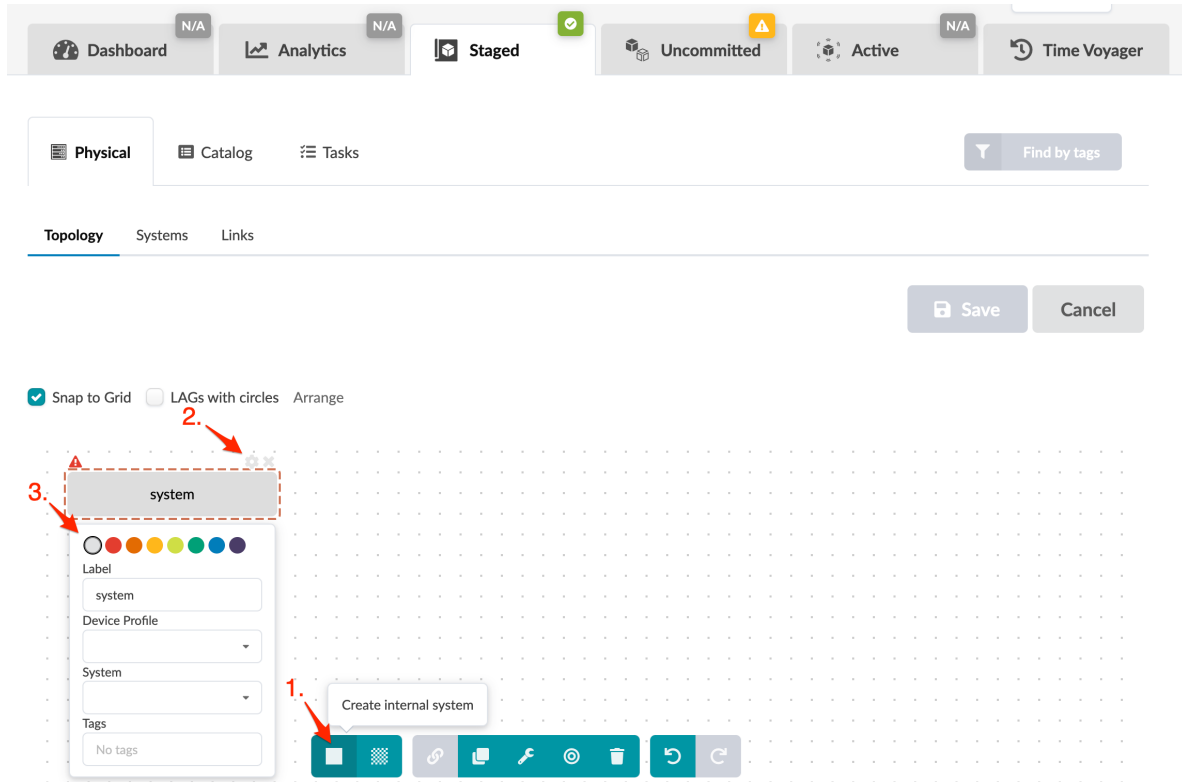 N/A
N/A
N/A
Dashboard
Analytics
Staged
Uncommitted
Active
Time Voyager
Physical
Catalog
Tasks
Find by tags
Topology
Systems
Links
Save
Cancel
Snap to Grid
LAGs with circles
Arrange
2.
system
3.
Label
system
Device Profile
System
Tags
No tags
1.
Create internal system